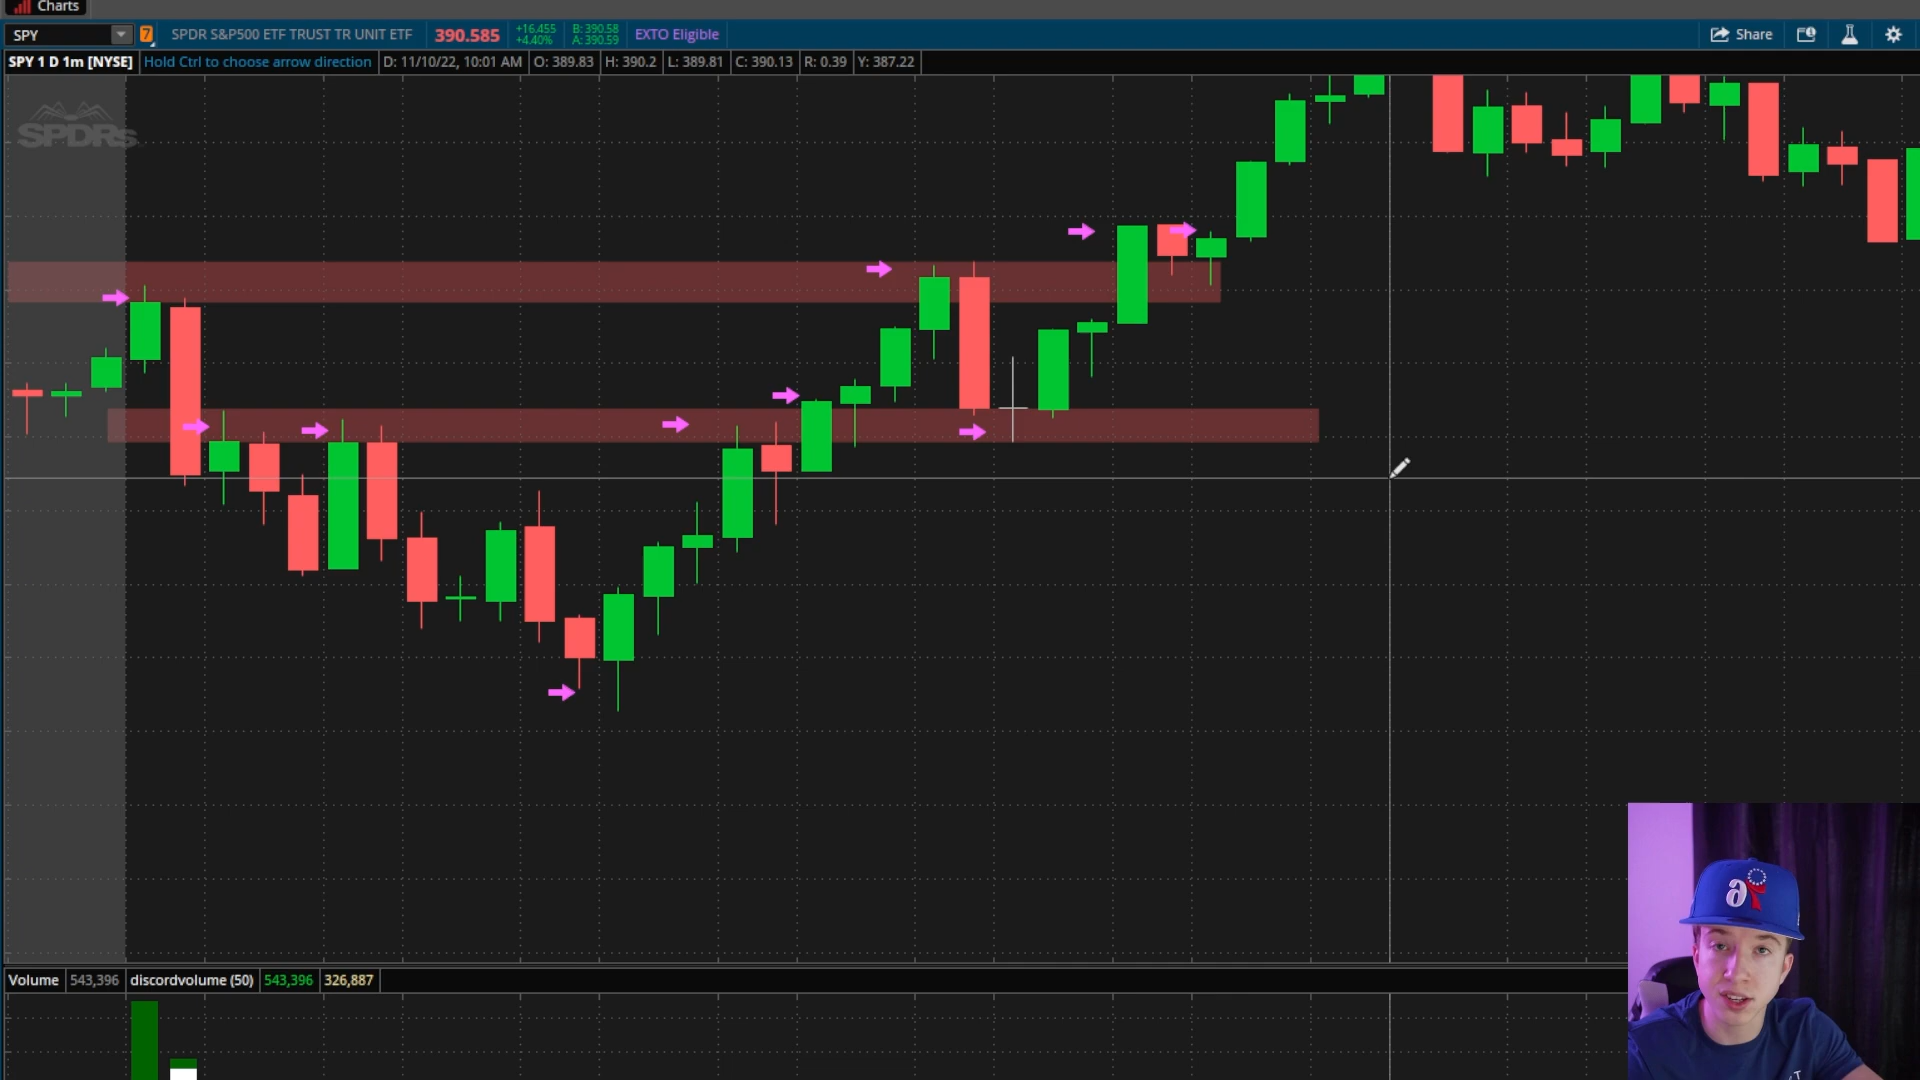 Charts
SPY 7 SPDR S&P500 ETF TRUST TR UNIT ETF 390.585 +16.455 +4.40% B: 390.58 A: 390.59 EXTO Eligible Share
SPY 1 D 1m [NYSE] Hold Ctrl to choose arrow direction D: 11/10/22, 10:01 AM O: 389.83 H: 390.2 L: 389.81 C: 390.13 R: 0.39 Y: 387.22
SPDRs
Volume 543,396 discordvolume (50) 543,396 326,887